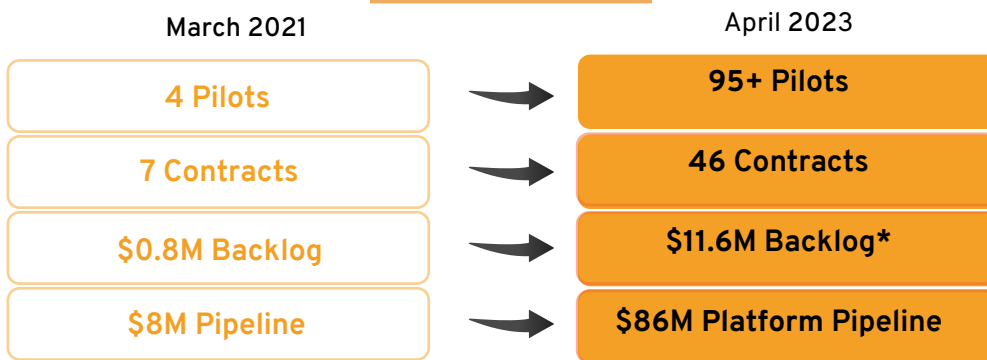 March 2021
April 2023
4 Pilots
95+ Pilots
7 Contracts
46 Contracts
$0.8M Backlog
$11.6M Backlog*
$8M Pipeline
$86M Platform Pipeline